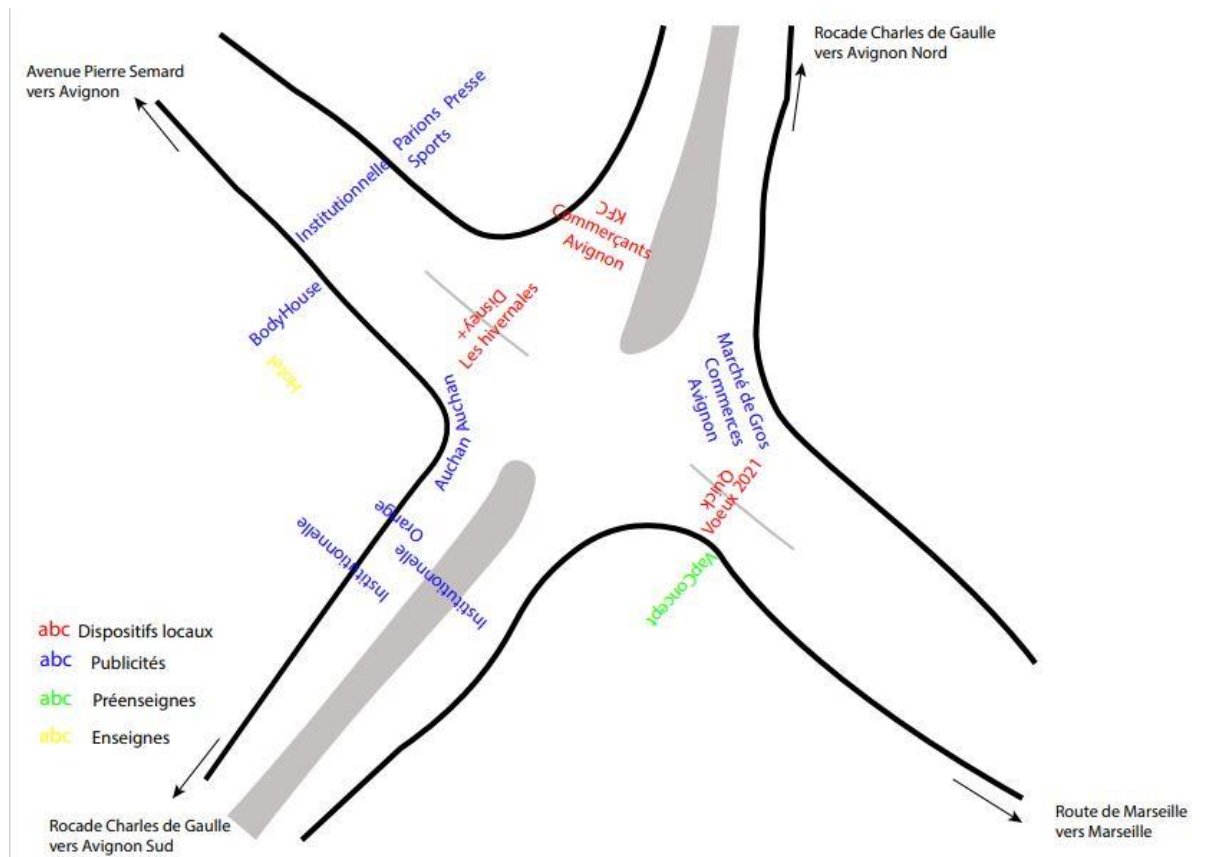 Rocade Charles de Gaulle
vers Avignon Nord
Avenue Pierre Semard
vers Avignon
Parions Presse
Sports
Institutionnelle
KFC
Commerçants
Avignon
BodyHouse
Hotel
Disney+
Les hivernales
Auchan Auchan
Marché de Gros
Commerces
Avignon
Quick
Voeux 2021
Orange
Institutionnelle
Institutionnelle
VapConcept
abc Dispositifs locaux
abc Publicités
abc Préenseignes
abc Enseignes
Rocade Charles de Gaulle
vers Avignon Sud
Route de Marseille
vers Marseille